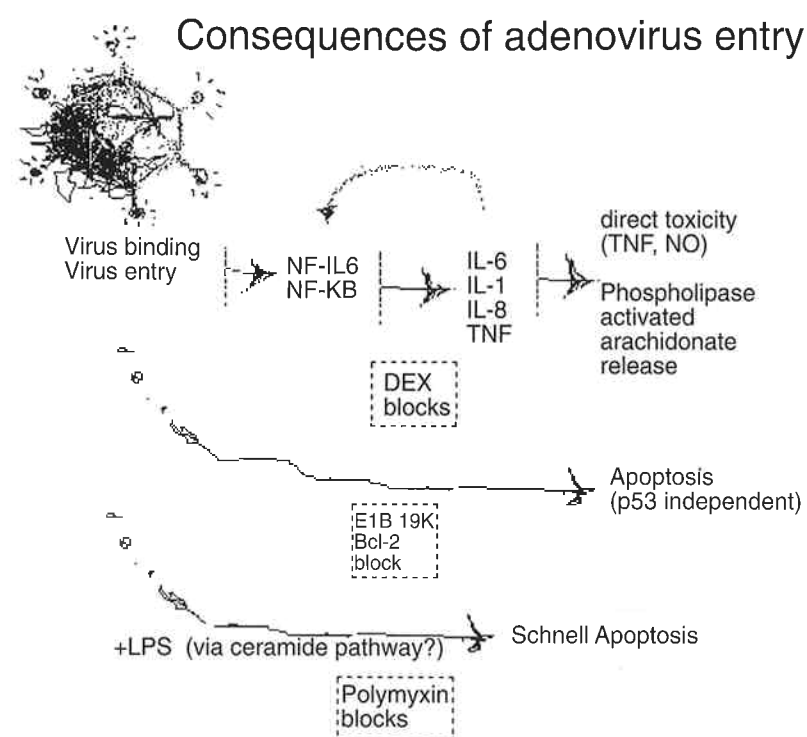 Consequences of adenovirus entry
Virus binding
Virus entry
NF-IL6
NF-KB
IL-6
IL-1
IL-8
TNF
direct toxicity
(TNF, NO)
Phospholipase
activated
arachidonate
release
DEX
blocks
Apoptosis
(p53 independent)
E1B 19K
Bcl-2
block
+LPS (via ceramide pathway?)
Schnell Apoptosis
Polymyxin
blocks